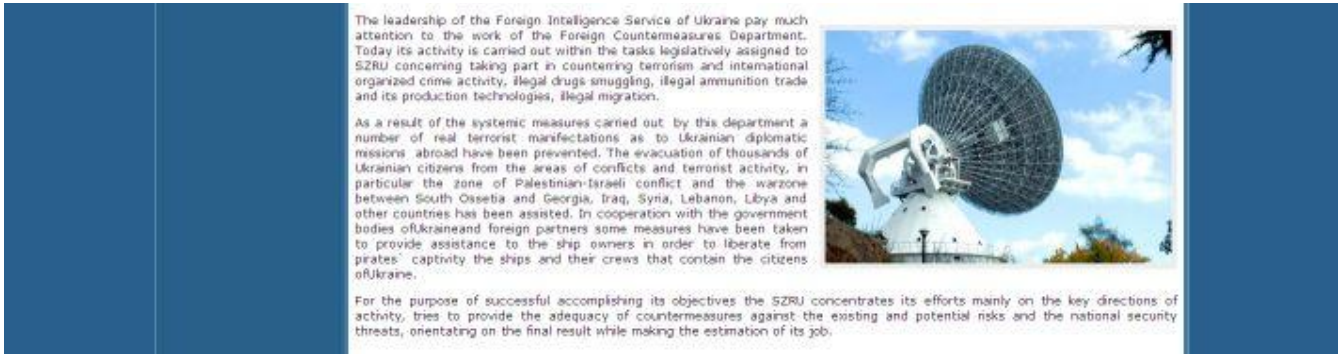 The leadership of the Foreign Intelligence Service of Ukraine pay much
attention to the work of the Foreign Countermeasures Department.
Today its activity is carried out within the tasks legislatively assigned to
SZRU concerning taking part in counterring terrorism and international
organized crime activity, illegal drugs smuggling, illegal ammunition trade
and its production technologies, illegal migration.
As a result of the systemic measures carried out by this department a
number of real terrorist manifectations as to Ukrainian diplomatic
missions abroad have been prevented. The evacuation of thousands of
Ukrainian citizens from the areas of conflicts and terrorist activity, in
particular the zone of Palestinian-Israeli conflict and the warzone
between South Ossetia and Georgia, Iraq, Syria, Lebanon, Libya and
other countries has been assisted. In cooperation with the government
bodies ofUkraineand foreign partners some measures have been taken
to provide assistance to the ship owners in order to liberate from
pirates` captivity the ships and their crews that contain the citizens
ofUkraine.
For the purpose of successful accomplishing its objectives the SZRU concentrates its efforts mainly on the key directions of
activity, tries to provide the adequacy of countermeasures against the existing and potential risks and the national security
threats, orientating on the final result while making the estimation of its job.